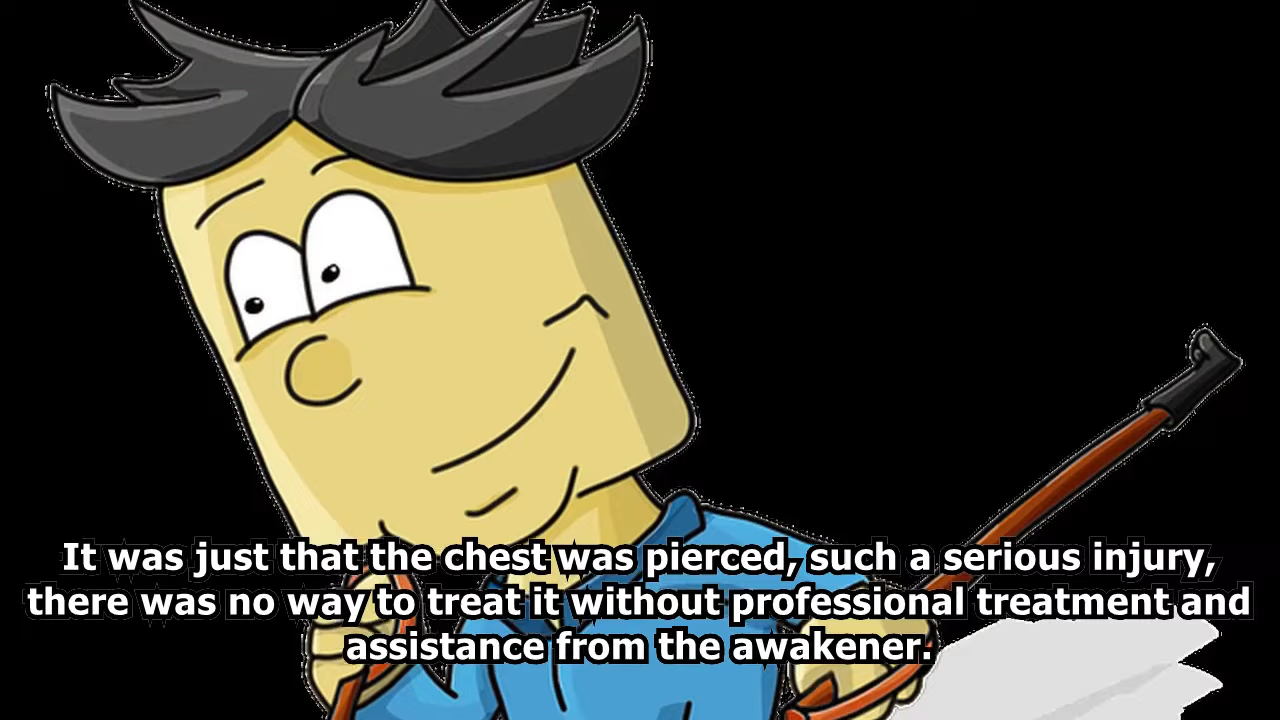 It was just that the chest was pierced, such a serious injury,
there was no way to treat it without professional treatment and
assistance from the awakener.